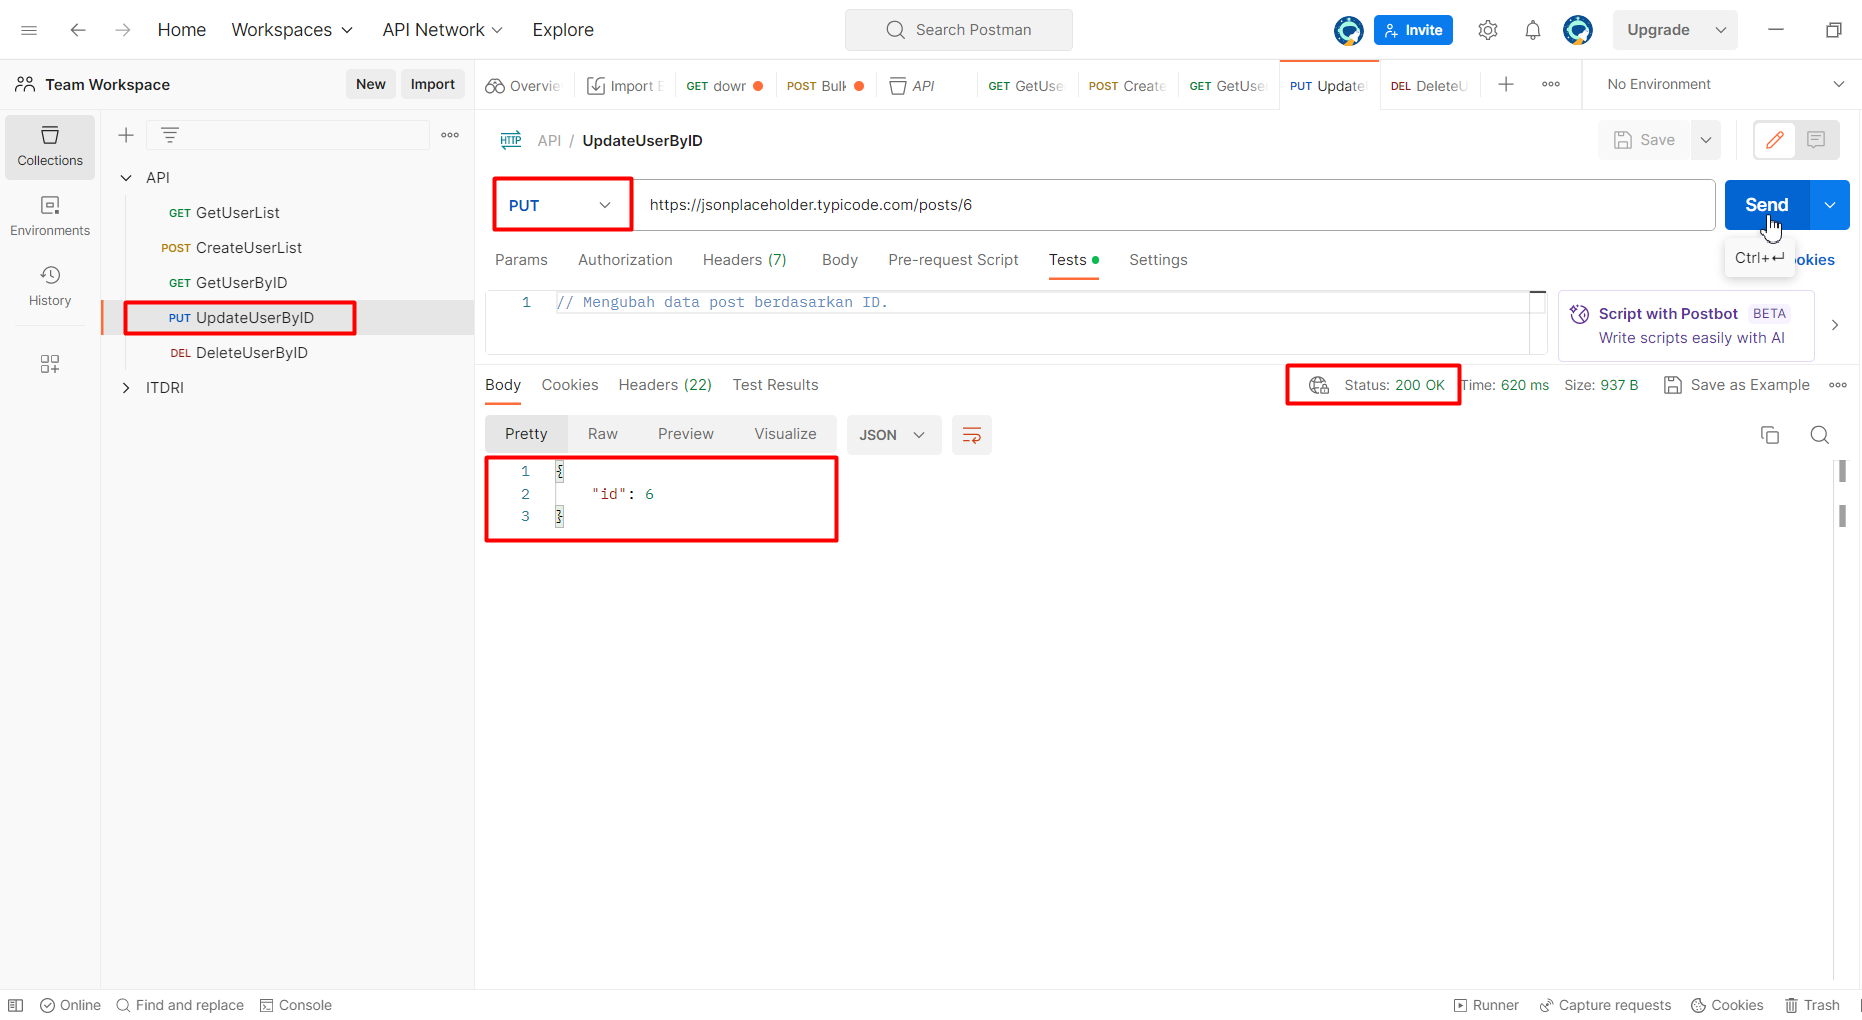 Home Workspaces API Network Explore Search Postman Invite Upgrade
Team Workspace New Import Overvie Import E GET dowr POST Bulk API GET GetUse POST Create GET GetUse PUT Update DEL DeleteU No Environment
Collections
Environments
History
API
GET GetUserList
POST CreateUserList
GET GetUserByID
PUT UpdateUserByID
DEL DeleteUserByID
ITDRI
HTTP API / UpdateUserByID Save
PUT https://jsonplaceholder.typicode.com/posts/6 Send
Ctrl+↵ okies
Params Authorization Headers (7) Body Pre-request Script Tests Settings
1 // Mengubah data post berdasarkan ID.
Script with Postbot BETA
Write scripts easily with AI
Body Cookies Headers (22) Test Results Status: 200 OK Time: 620 ms Size: 937 B Save as Example
Pretty Raw Preview Visualize JSON
1 {
2 "id": 6
3 }
Online Find and replace Console Runner Capture requests Cookies Trash